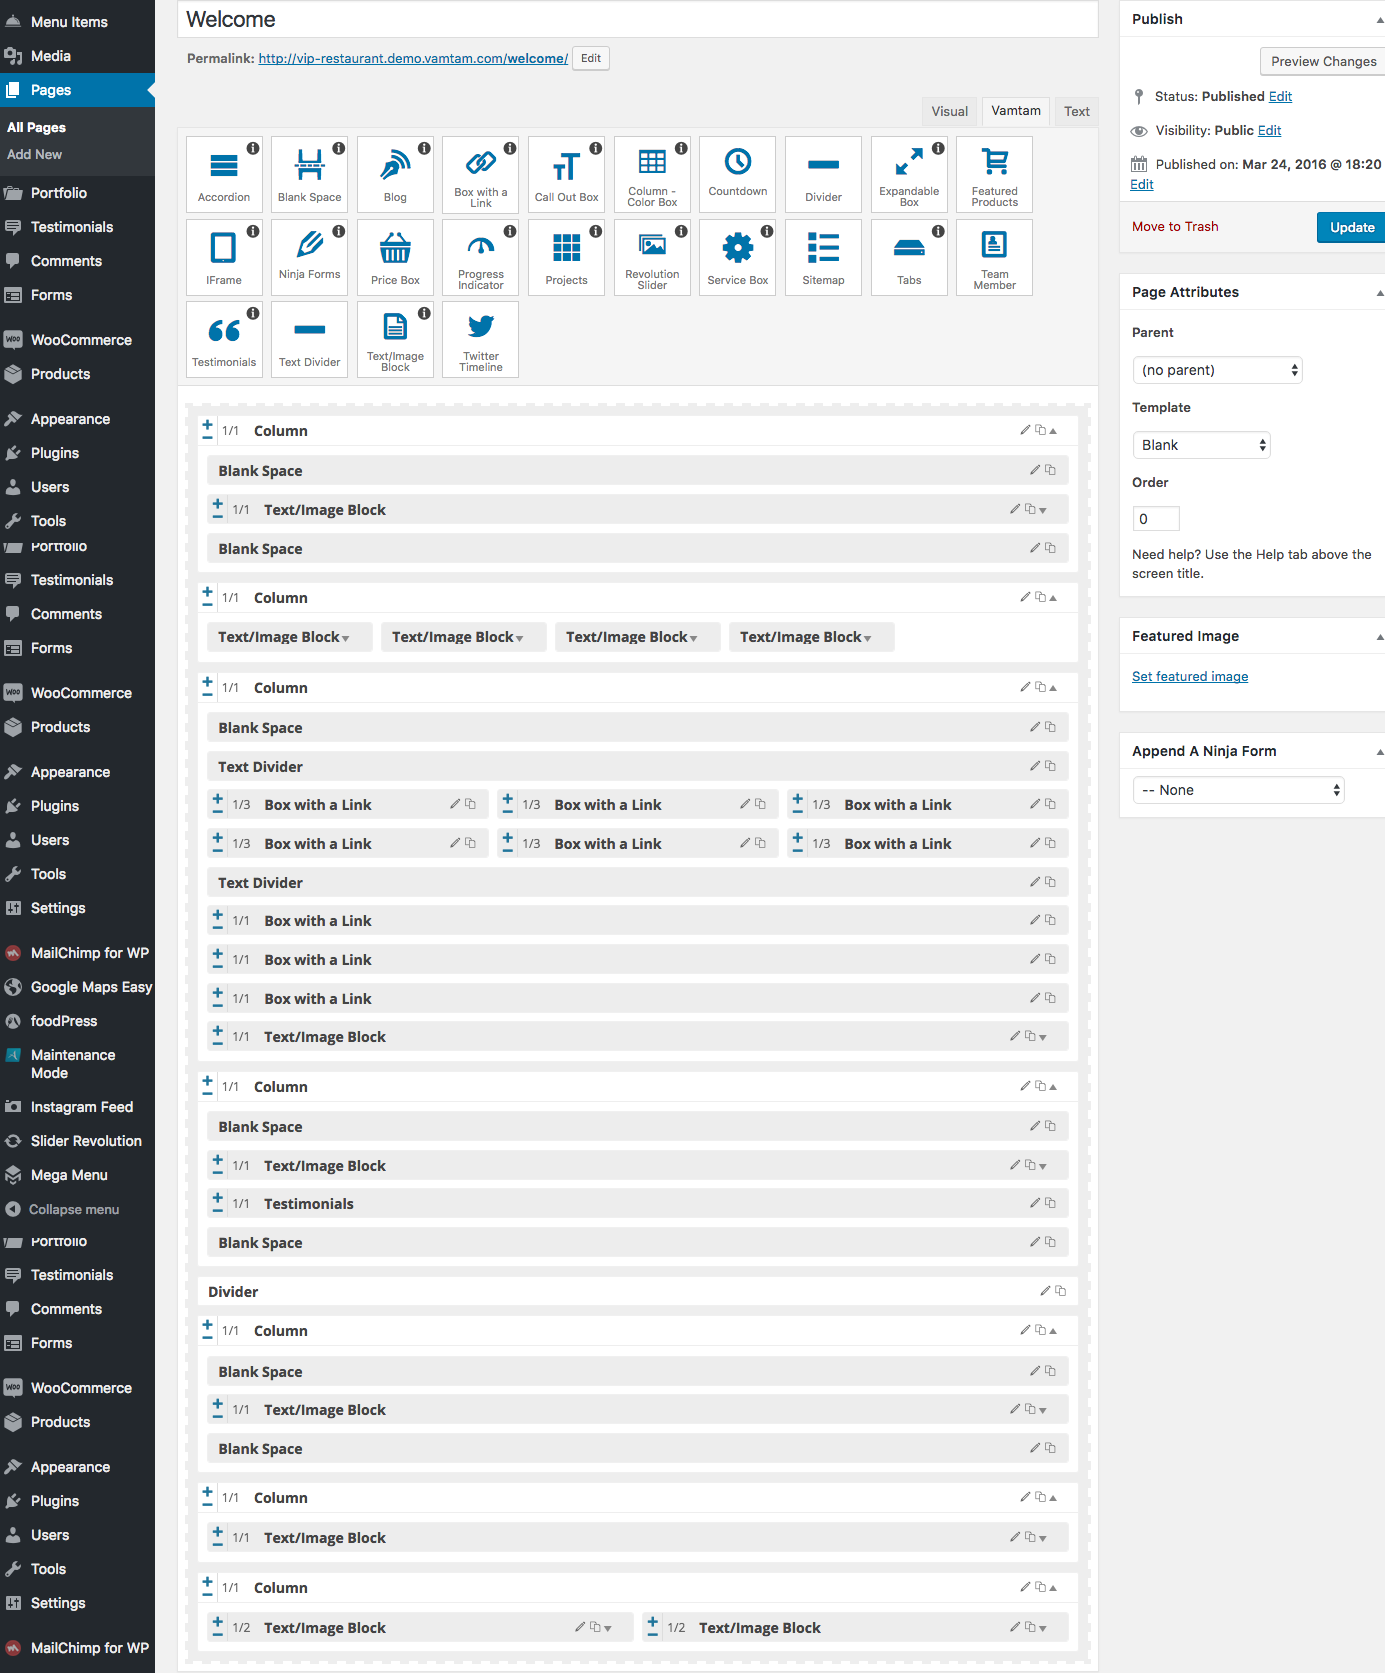 Menu Items
Media
Pages
All Pages
Add New
Portfolio
Testimonials
Comments
Forms
WooCommerce
Products
Appearance
Plugins
Users
Tools
Portfolio
Testimonials
Comments
Forms
WooCommerce
Products
Appearance
Plugins
Users
Tools
Settings
MailChimp for WP
Google Maps Easy
foodPress
Maintenance
Mode
Instagram Feed
Slider Revolution
Mega Menu
Collapse menu
Portfolio
Testimonials
Comments
Forms
WooCommerce
Products
Appearance
Plugins
Users
Tools
Settings
MailChimp for WP
Welcome
Permalink: http://vip-restaurant.demo.vamtam.com/welcome/ Edit
Visual Vamtam Text
Accordion
Blank Space
Blog
Box with a
Link
Call Out Box
Column -
Color Box
Countdown
Divider
Expandable
Box
Featured
Products
IFrame
Ninja Forms
Price Box
Progress
Indicator
Projects
Revolution
Slider
Service Box
Sitemap
Tabs
Team
Member
Testimonials
Text Divider
Text/Image
Block
Twitter
Timeline
1/1 Column
Blank Space
1/1 Text/Image Block
Blank Space
1/1 Column
Text/Image Block Text/Image Block Text/Image Block Text/Image Block
1/1 Column
Blank Space
Text Divider
1/3 Box with a Link 1/3 Box with a Link 1/3 Box with a Link
1/3 Box with a Link 1/3 Box with a Link 1/3 Box with a Link
Text Divider
1/1 Box with a Link
1/1 Box with a Link
1/1 Box with a Link
1/1 Text/Image Block
1/1 Column
Blank Space
1/1 Text/Image Block
1/1 Testimonials
Blank Space
Divider
1/1 Column
Blank Space
1/1 Text/Image Block
Blank Space
1/1 Column
1/1 Text/Image Block
1/1 Column
1/2 Text/Image Block 1/2 Text/Image Block
Publish
Preview Changes
Status: Published Edit
Visibility: Public Edit
Published on: Mar 24, 2016 @ 18:20
Edit
Move to Trash Update
Page Attributes
Parent
(no parent)
Template
Blank
Order
0
Need help? Use the Help tab above the
screen title.
Featured Image
Set featured image
Append A Ninja Form
-- None